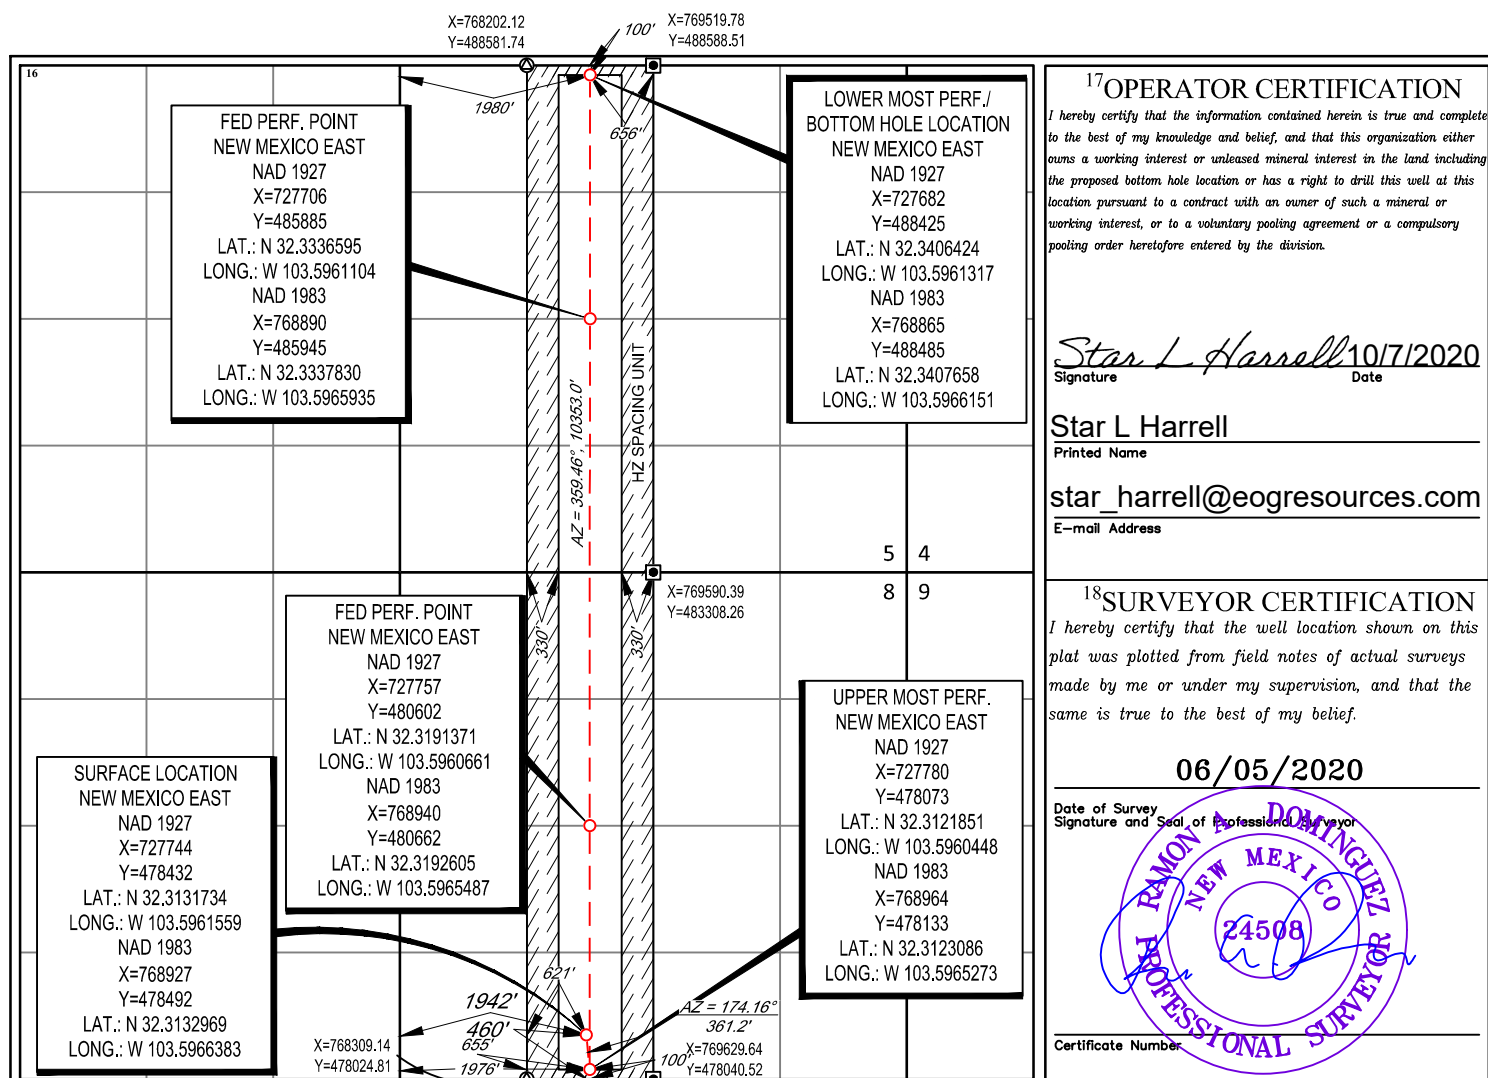 X=768202.12
Y=488581.74
100'
X=769519.78
Y=488588.51
16
1980'
656'
FED PERF. POINT
NEW MEXICO EAST
NAD 1927
X=727706
Y=485885
LAT.: N 32.3336595
LONG.: W 103.5961104
NAD 1983
X=768890
Y=485945
LAT.: N 32.3337830
LONG.: W 103.5965935
LOWER MOST PERF./
BOTTOM HOLE LOCATION
NEW MEXICO EAST
NAD 1927
X=727682
Y=488425
LAT.: N 32.3406424
LONG.: W 103.5961317
NAD 1983
X=768865
Y=488485
LAT.: N 32.3407658
LONG.: W 103.5966151
AZ = 359.46°, 10353.0'
HZ SPACING UNIT
5 4
8 9
X=769590.39
Y=483308.26
330'
330'
FED PERF. POINT
NEW MEXICO EAST
NAD 1927
X=727757
Y=480602
LAT.: N 32.3191371
LONG.: W 103.5960661
NAD 1983
X=768940
Y=480662
LAT.: N 32.3192605
LONG.: W 103.5965487
UPPER MOST PERF.
NEW MEXICO EAST
NAD 1927
X=727780
Y=478073
LAT.: N 32.3121851
LONG.: W 103.5960448
NAD 1983
X=768964
Y=478133
LAT.: N 32.3123086
LONG.: W 103.5965273
SURFACE LOCATION
NEW MEXICO EAST
NAD 1927
X=727744
Y=478432
LAT.: N 32.3131734
LONG.: W 103.5961559
NAD 1983
X=768927
Y=478492
LAT.: N 32.3132969
LONG.: W 103.5966383
621'
1942'
460'
655'
1976'
X=768309.14
Y=478024.81
AZ = 174.16°
361.2'
100'
X=769629.64
Y=478040.52
17 OPERATOR CERTIFICATION
I hereby certify that the information contained herein is true and complete
to the best of my knowledge and belief, and that this organization either
owns a working interest or unleased mineral interest in the land including
the proposed bottom hole location or has a right to drill this well at this
location pursuant to a contract with an owner of such a mineral or
working interest, or to a voluntary pooling agreement or a compulsory
pooling order heretofore entered by the division.
Star L Harrell 10/7/2020
Signature Date
Star L Harrell
Printed Name
star_harrell@eogresources.com
E-mail Address
18 SURVEYOR CERTIFICATION
I hereby certify that the well location shown on this
plat was plotted from field notes of actual surveys
made by me or under my supervision, and that the
same is true to the best of my belief.
06/05/2020
Date of Survey
Signature and Seal of Professional Surveyor
RAMON A. DOMINGUEZ
NEW MEXICO
24508
PROFESSIONAL SURVEYOR
Certificate Number